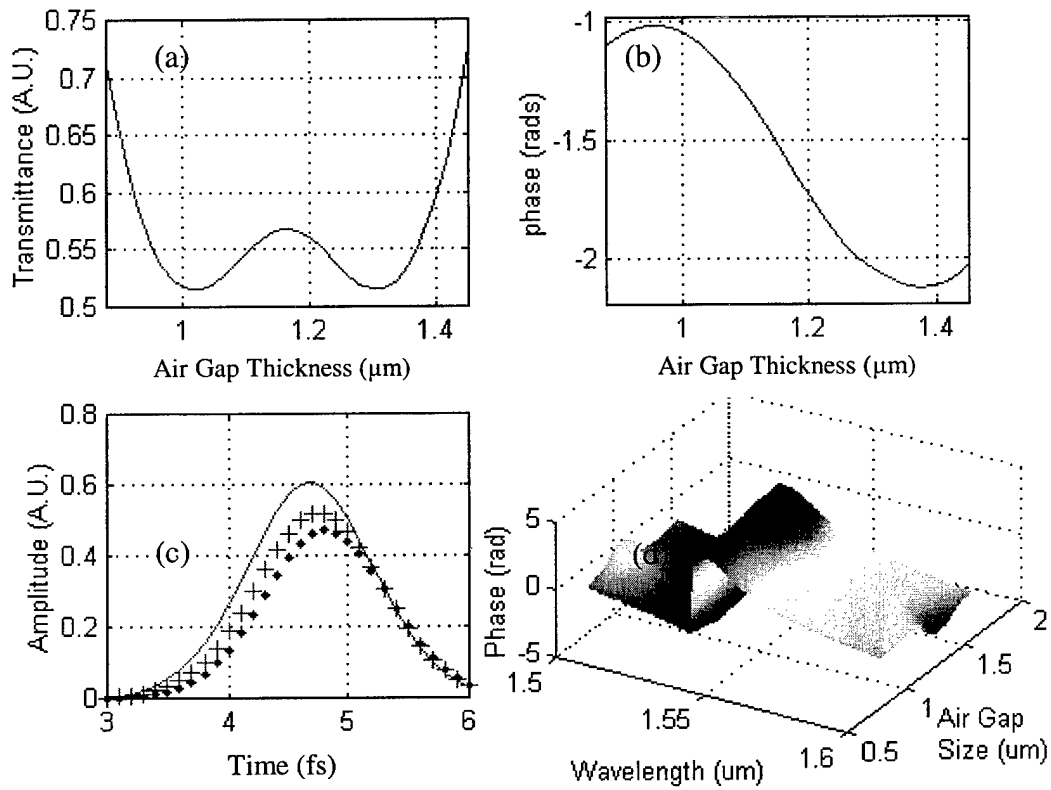 0.75
0.7
0.65
0.6
0.55
0.5
Transmittance (A.U.)
(a)
1
1.2
1.4
Air Gap Thickness (µm)
-1
-1.5
-2
phase (rads)
(b)
1
1.2
1.4
Air Gap Thickness (µm)
0.8
0.6
0.4
0.2
0
Amplitude (A.U.)
(c)
3
4
5
6
Time (fs)
5
0
-5
Phase (rad)
(d)
1.5
1.55
1.6
Wavelength (um)
0.5
1
1.5
2
Air Gap
Size (um)